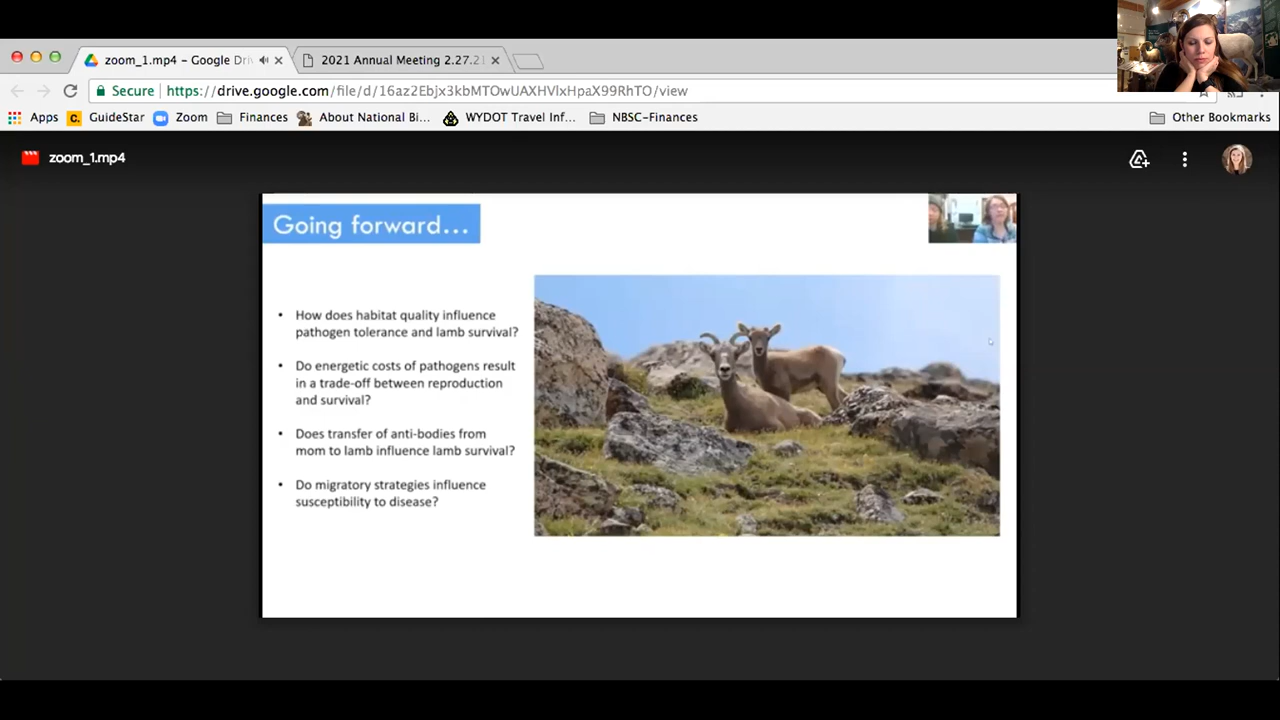 zoom_1.mp4 – Google Dri
2021 Annual Meeting 2.27.2
Secure https://drive.google.com/file/d/16az2Ebjx3kbMTOwUAXHVlxHpaX99RhTO/view
Apps GuideStar Zoom Finances About National Bi... WYDOT Travel Inf... NBSC-Finances Other Bookmarks
zoom_1.mp4
Going forward...
• How does habitat quality influence
pathogen tolerance and lamb survival?
• Do energetic costs of pathogens result
in a trade-off between reproduction
and survival?
• Does transfer of anti-bodies from
mom to lamb influence lamb survival?
• Do migratory strategies influence
susceptibility to disease?